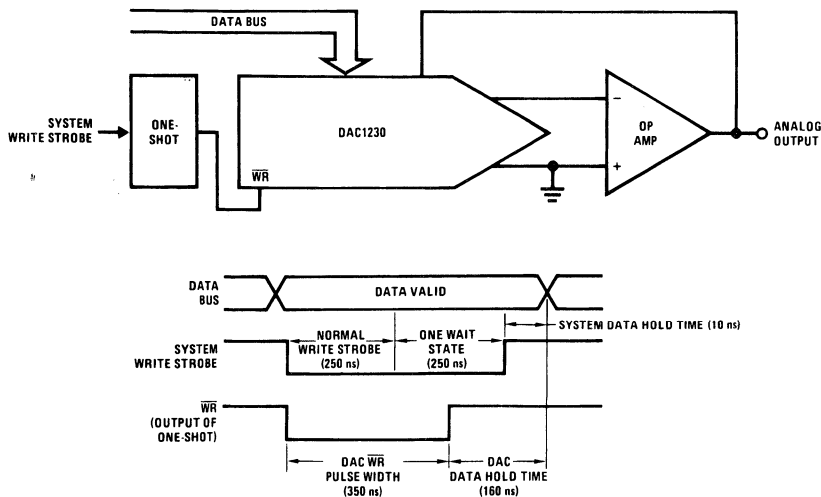 DATA BUS
SYSTEM
WRITE STROBE
ONE-
SHOT
DAC1230
WR
−
+
OP
AMP
ANALOG
OUTPUT
DATA
BUS
DATA VALID
SYSTEM DATA HOLD TIME (10 ns)
SYSTEM
WRITE STROBE
NORMAL
WRITE STROBE
(250 ns)
ONE WAIT
STATE
(250 ns)
WR
(OUTPUT OF
ONE-SHOT)
DAC WR
PULSE WIDTH
(350 ns)
DAC
DATA HOLD TIME
(160 ns)